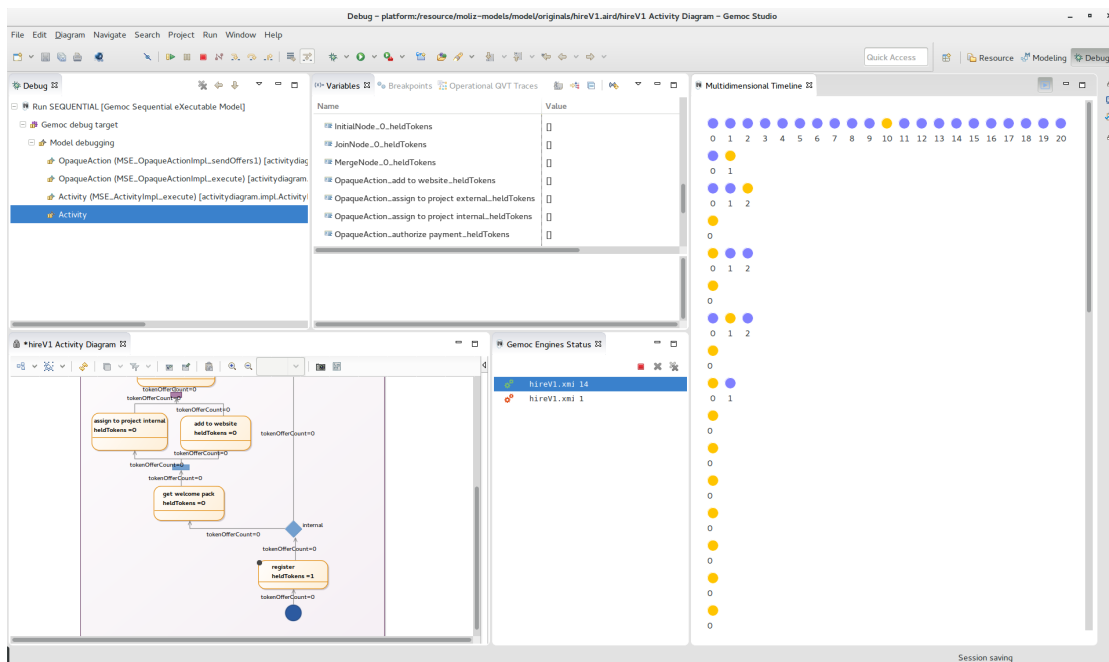 Debug – platform:/resource/moliz-models/model/originals/hireV1.aird/hireV1 Activity Diagram – Gemoc Studio
File Edit Diagram Navigate Search Project Run Window Help
Quick Access
Resource
Modeling
Debug
Debug
Run SEQUENTIAL [Gemoc Sequential eXecutable Model]
Gemoc debug target
Model debugging
OpaqueAction (MSE_OpaqueActionImpl_sendOffers1) [activitydiag
OpaqueAction (MSE_OpaqueActionImpl_execute) [activitydiagram.
Activity (MSE_ActivityImpl_execute) [activitydiagram.impl.Activity
Activity
(x)= Variables
Breakpoints
Operational QVT Traces
Name Value
InitialNode_0_heldTokens []
JoinNode_0_heldTokens []
MergeNode_0_heldTokens []
OpaqueAction_add to website_heldTokens []
OpaqueAction_assign to project external_heldTokens []
OpaqueAction_assign to project internal_heldTokens []
OpaqueAction_authorize payment_heldTokens []
Multidimensional Timeline
0 1 2 3 4 5 6 7 8 9 10 11 12 13 14 15 16 17 18 19 20
0 1
0 1 2
0
0 1 2
0
0 1 2
0
0 1
0
0
0
0
0
0
0
*hireV1 Activity Diagram
tokenOfferCount=0
tokenOfferCount=0
tokenOfferCount=0
assign to project internal
heldTokens =0
add to website
heldTokens =0
tokenOfferCount=0
tokenOfferCount=0
tokenOfferCount=0
tokenOfferCount=0
get welcome pack
heldTokens =0
internal
tokenOfferCount=0
tokenOfferCount=0
register
heldTokens =1
tokenOfferCount=0
Gemoc Engines Status
hireV1.xmi 14
hireV1.xmi 1
Session saving